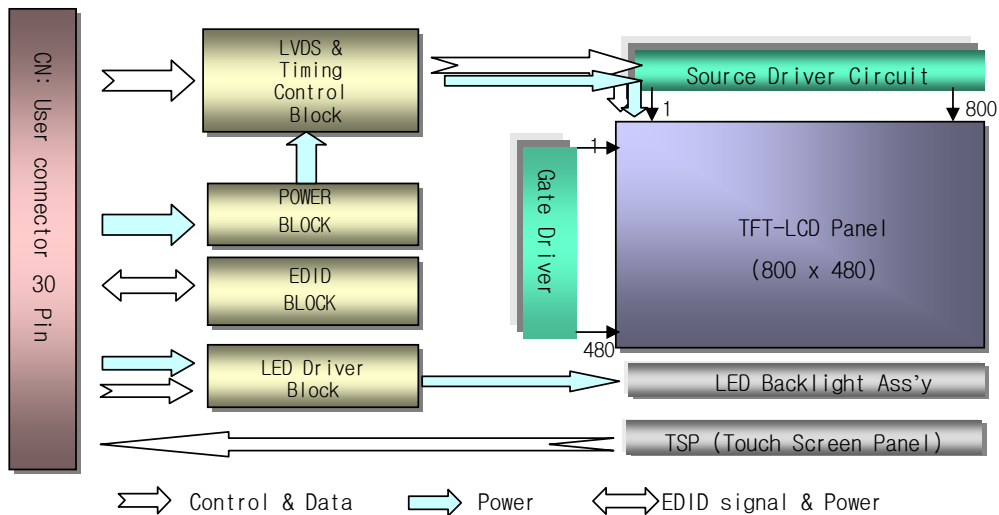 CN: User connector 30 Pin
LVDS &
Timing
Control
Block
POWER
BLOCK
EDID
BLOCK
LED Driver
Block
Source Driver Circuit
1
800
Gate Driver
1
480
TFT-LCD Panel
(800 x 480)
LED Backlight Ass'y
TSP (Touch Screen Panel)
Control & Data
Power
EDID signal & Power